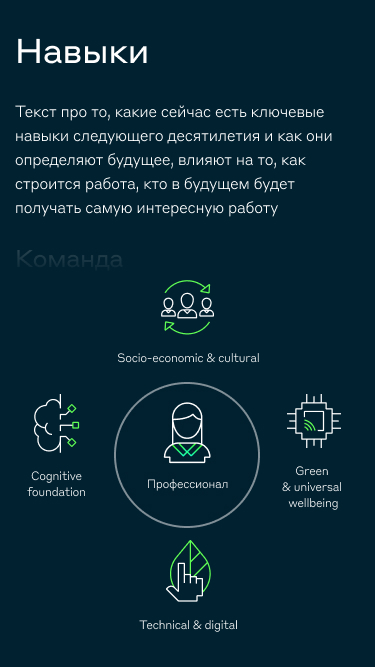 Навыки
Текст про то, какие сейчас есть ключевые
навыки следующего десятилетия и как они
определяют будущее, влияют на то, как
строится работа, кто в будущем будет
получать самую интересную работу
Команда
Socio-economic & cultural
Cognitive
foundation
Профессионал
Green
& universal
wellbeing
Technical & digital